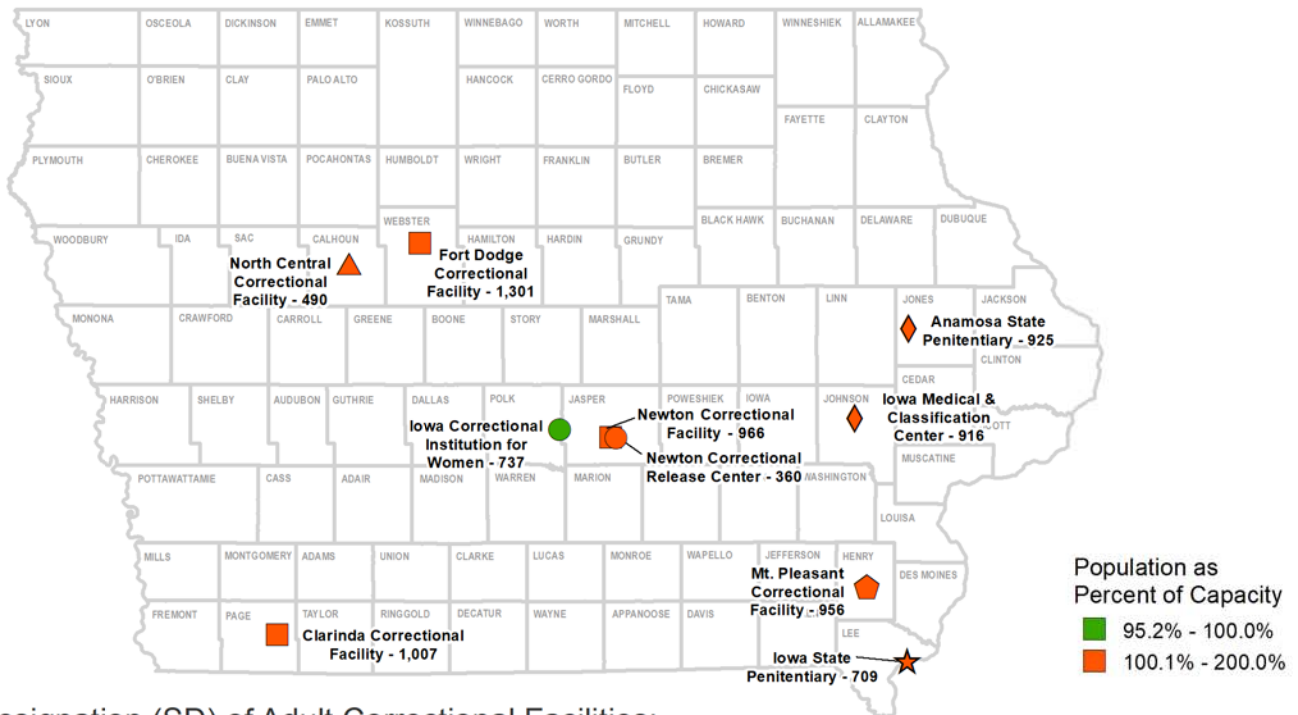 LYON
OSCEOLA
DICKINSON
EMMET
KOSSUTH
WINNEBAGO
WORTH
MITCHELL
HOWARD
WINNESHIEK
ALLAMAKEE
SIOUX
O'BRIEN
CLAY
PALO ALTO
HANCOCK
CERRO GORDO
FLOYD
CHICKASAW
FAYETTE
CLAYTON
PLYMOUTH
CHEROKEE
BUENA VISTA
POCAHONTAS
HUMBOLDT
WRIGHT
FRANKLIN
BUTLER
BREMER
WEBSTER
BLACK HAWK
BUCHANAN
DELAWARE
DUBUQUE
WOODBURY
IDA
SAC
CALHOUN
HAMILTON
HARDIN
GRUNDY
North Central
Correctional
Facility - 490
Fort Dodge
Correctional
Facility - 1,301
TAMA
BENTON
LINN
JONES
JACKSON
MONONA
CRAWFORD
CARROLL
GREENE
BOONE
STORY
MARSHALL
Anamosa State
Penitentiary - 925
CLINTON
CEDAR
HARRISON
SHELBY
AUDUBON
GUTHRIE
DALLAS
POLK
JASPER
POWESHIEK
IOWA
JOHNSON
Iowa Medical &
Classification
Center - 916
OTT
Iowa Correctional
Institution for
Women - 737
Newton Correctional
Facility - 966
Newton Correctional
Release Center - 360
MUSCATINE
POTTAWATTAMIE
CASS
ADAIR
MADISON
WARREN
MARION
WASHINGTON
LOUISA
MILLS
MONTGOMERY
ADAMS
UNION
CLARKE
LUCAS
MONROE
WAPELLO
JEFFERSON
HENRY
DES MOINES
Mt. Pleasant
Correctional
Facility - 956
FREMONT
PAGE
TAYLOR
RINGGOLD
DECATUR
WAYNE
APPANOOSE
DAVIS
LEE
Clarinda Correctional
Facility - 1,007
Iowa State
Penitentiary - 709
Population as
Percent of Capacity
95.2% - 100.0%
100.1% - 200.0%